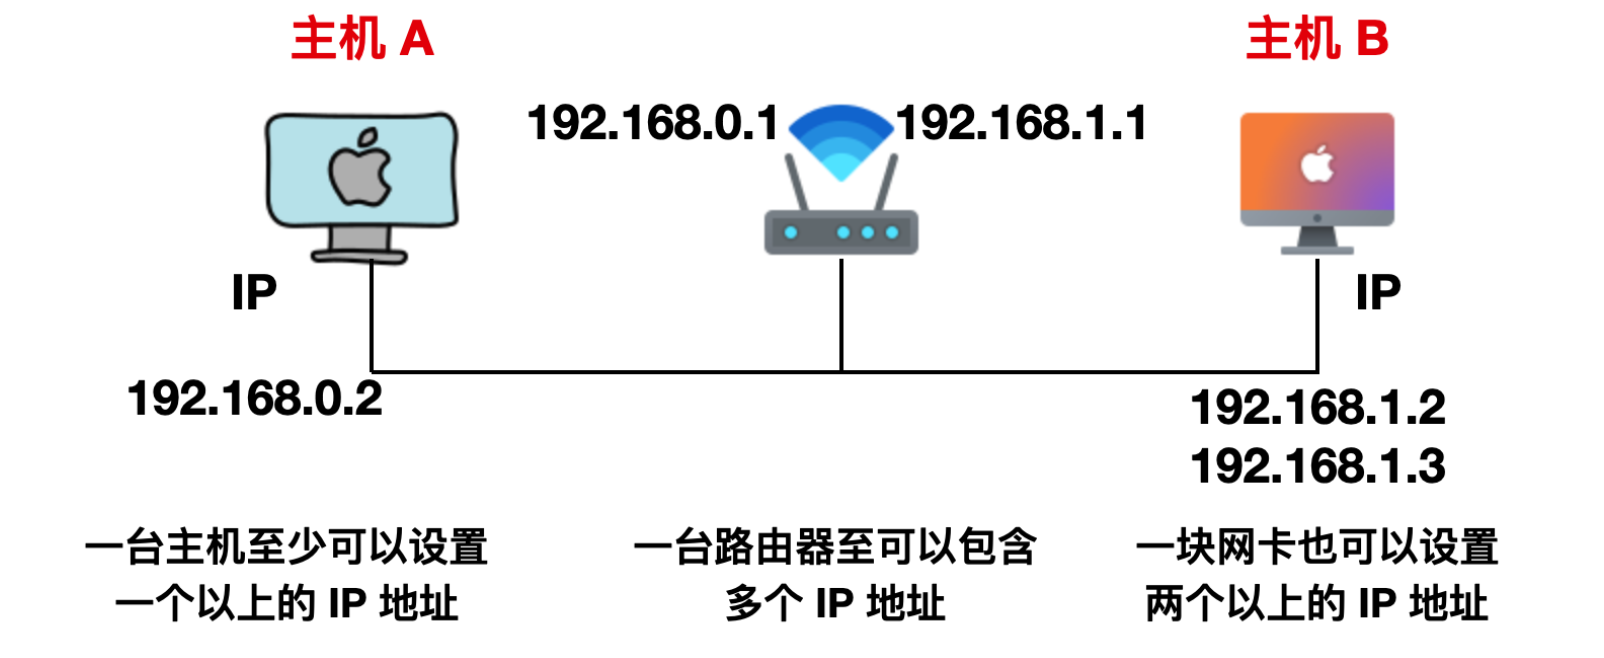 主机 A
主机 B
192.168.0.1
192.168.1.1
IP
IP
192.168.0.2
192.168.1.2
192.168.1.3
一台主机至少可以设置
一个以上的 IP 地址
一台路由器至可以包含
多个 IP 地址
一块网卡也可以设置
两个以上的 IP 地址